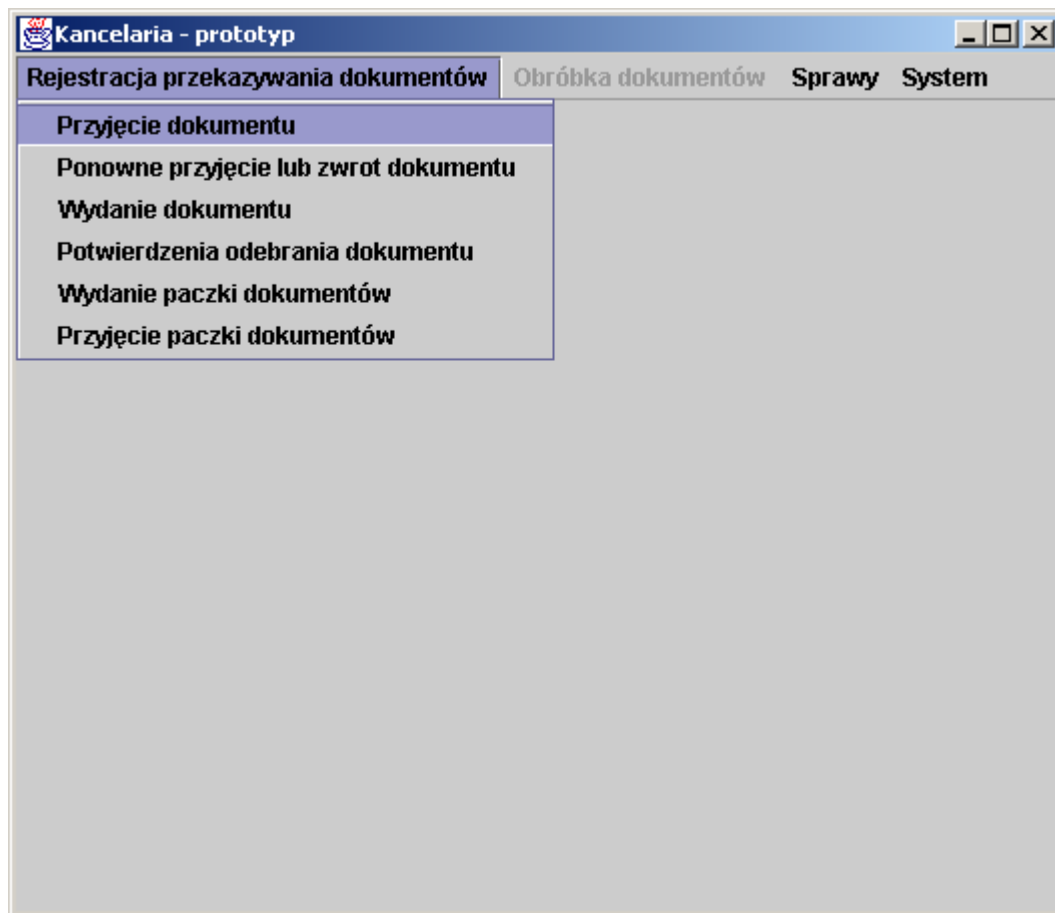 Kancelaria - prototyp
Rejestracja przekazywania dokumentów Obróbka dokumentów Sprawy System
Przyjęcie dokumentu
Ponowne przyjęcie lub zwrot dokumentu
Wydanie dokumentu
Potwierdzenia odebrania dokumentu
Wydanie paczki dokumentów
Przyjęcie paczki dokumentów